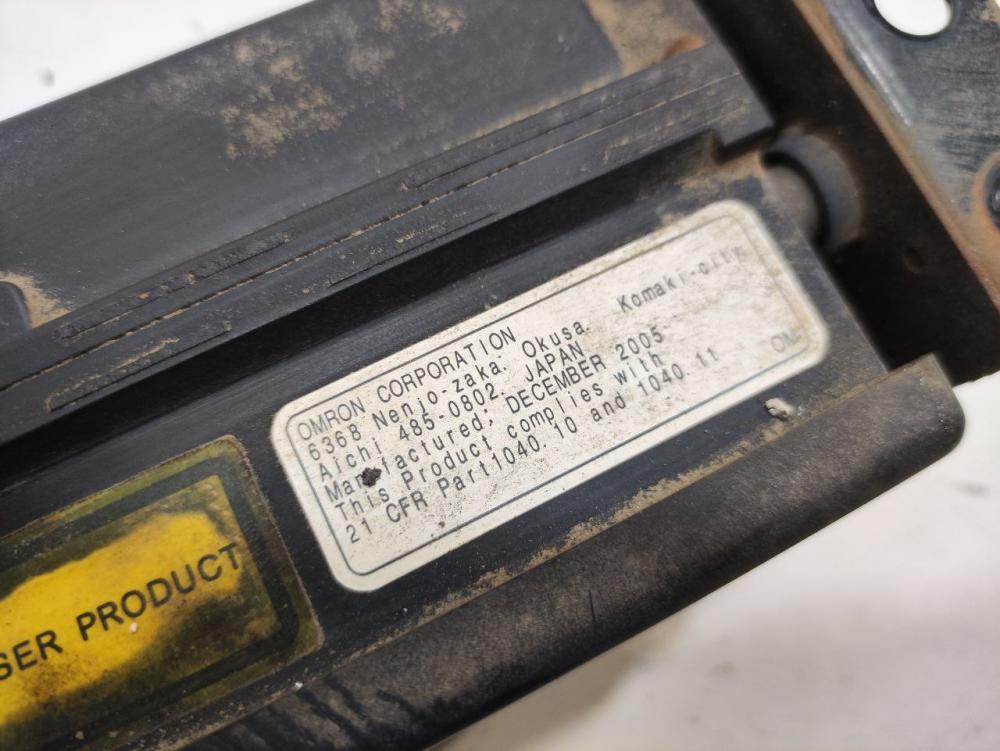 OMRON CORPORATION
6368 Nenjo-zaka, Okusa. Komaki-city
Aichi 485-0802, JAPAN
Manufactured; DECEMBER 2005
This Product complies with
21 CFR Part1040.10 and 1040.11
PRODUCT